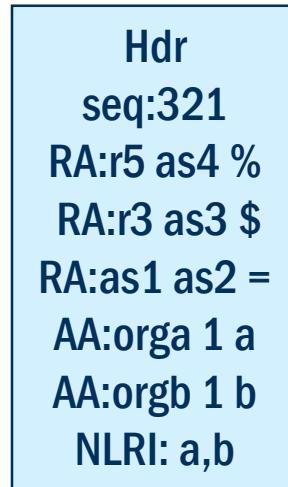 Hdr
seq:321
RA:r5 as4 %
RA:r3 as3 $
RA:as1 as2 =
AA:orga 1 a
AA:orgb 1 b
NLRI: a,b